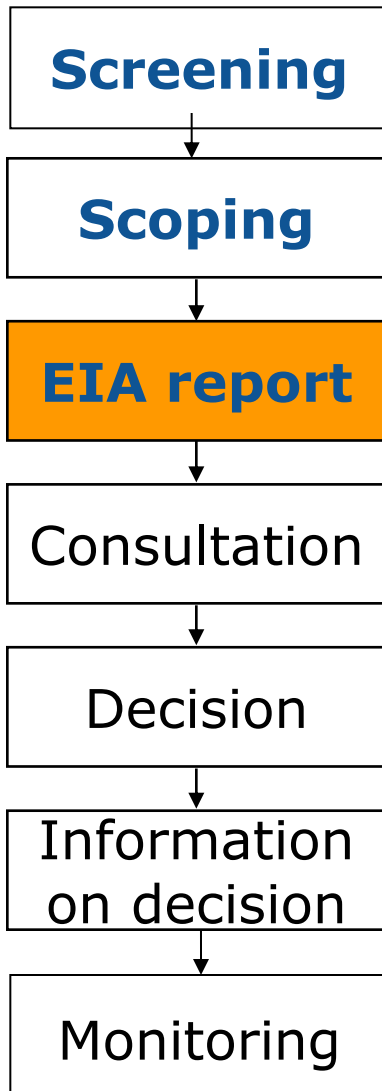 Screening
Scoping
EIA report
Consultation
Decision
Information
on decision
Monitoring